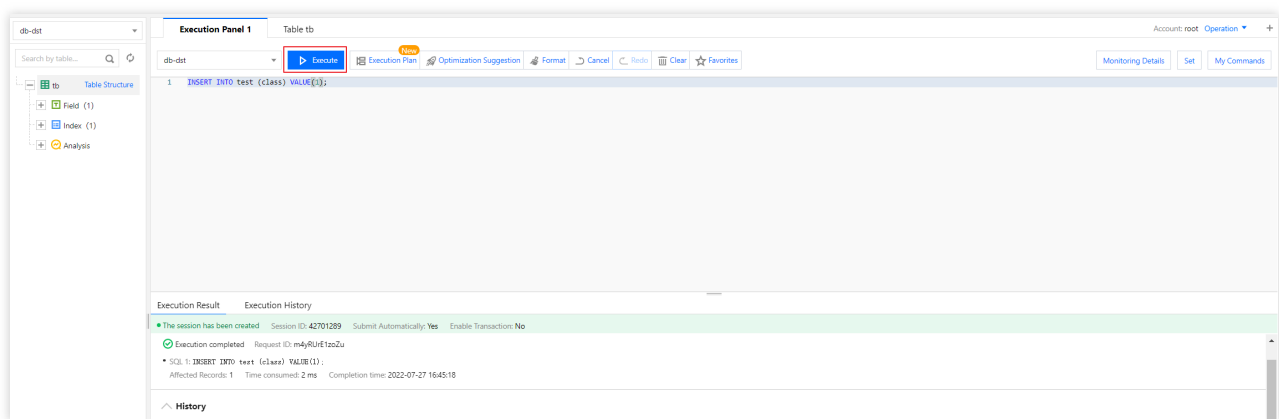 db-dst
Execution Panel 1 Table tb
Account: root Operation
Search by table...
db-dst Execute Execution Plan New Optimization Suggestion Format Cancel Redo Clear Favorites
Monitoring Details Set My Commands
tb Table Structure
Field (1)
Index (1)
Analysis
1 INSERT INTO test (class) VALUE(1);
Execution Result Execution History
The session has been created Session ID: 42701289 Submit Automatically: Yes Enable Transaction: No
Execution completed Request ID: m4yRUrE1zoZu
SQL 1: INSERT INTO test (class) VALUE(1);
Affected Records: 1 Time consumed: 2 ms Completion time: 2022-07-27 16:45:18
History